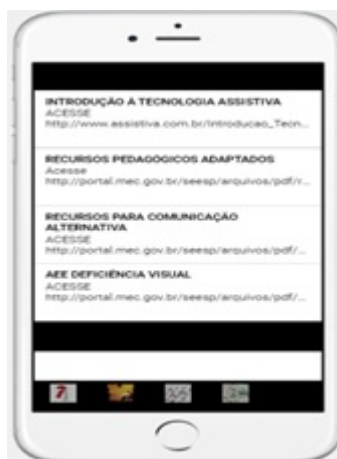 INTRODUÇÃO À TECNOLOGIA ASSISTIVA
ACESSE
http://www.assistiva.com.br/Introducao_Tecn...
RECURSOS PEDAGÓGICOS ADAPTADOS
Acesse
http://portal.mec.gov.br/seesp/arquivos/pdf/r...
RECURSOS PARA COMUNICAÇÃO
ALTERNATIVA
ACESSE
http://portal.mec.gov.br/seesp/arquivos/pdf/...
AEE DEFICIÊNCIA VISUAL
ACESSE
http://portal.mec.gov.br/seesp/arquivos/pdf/...
7